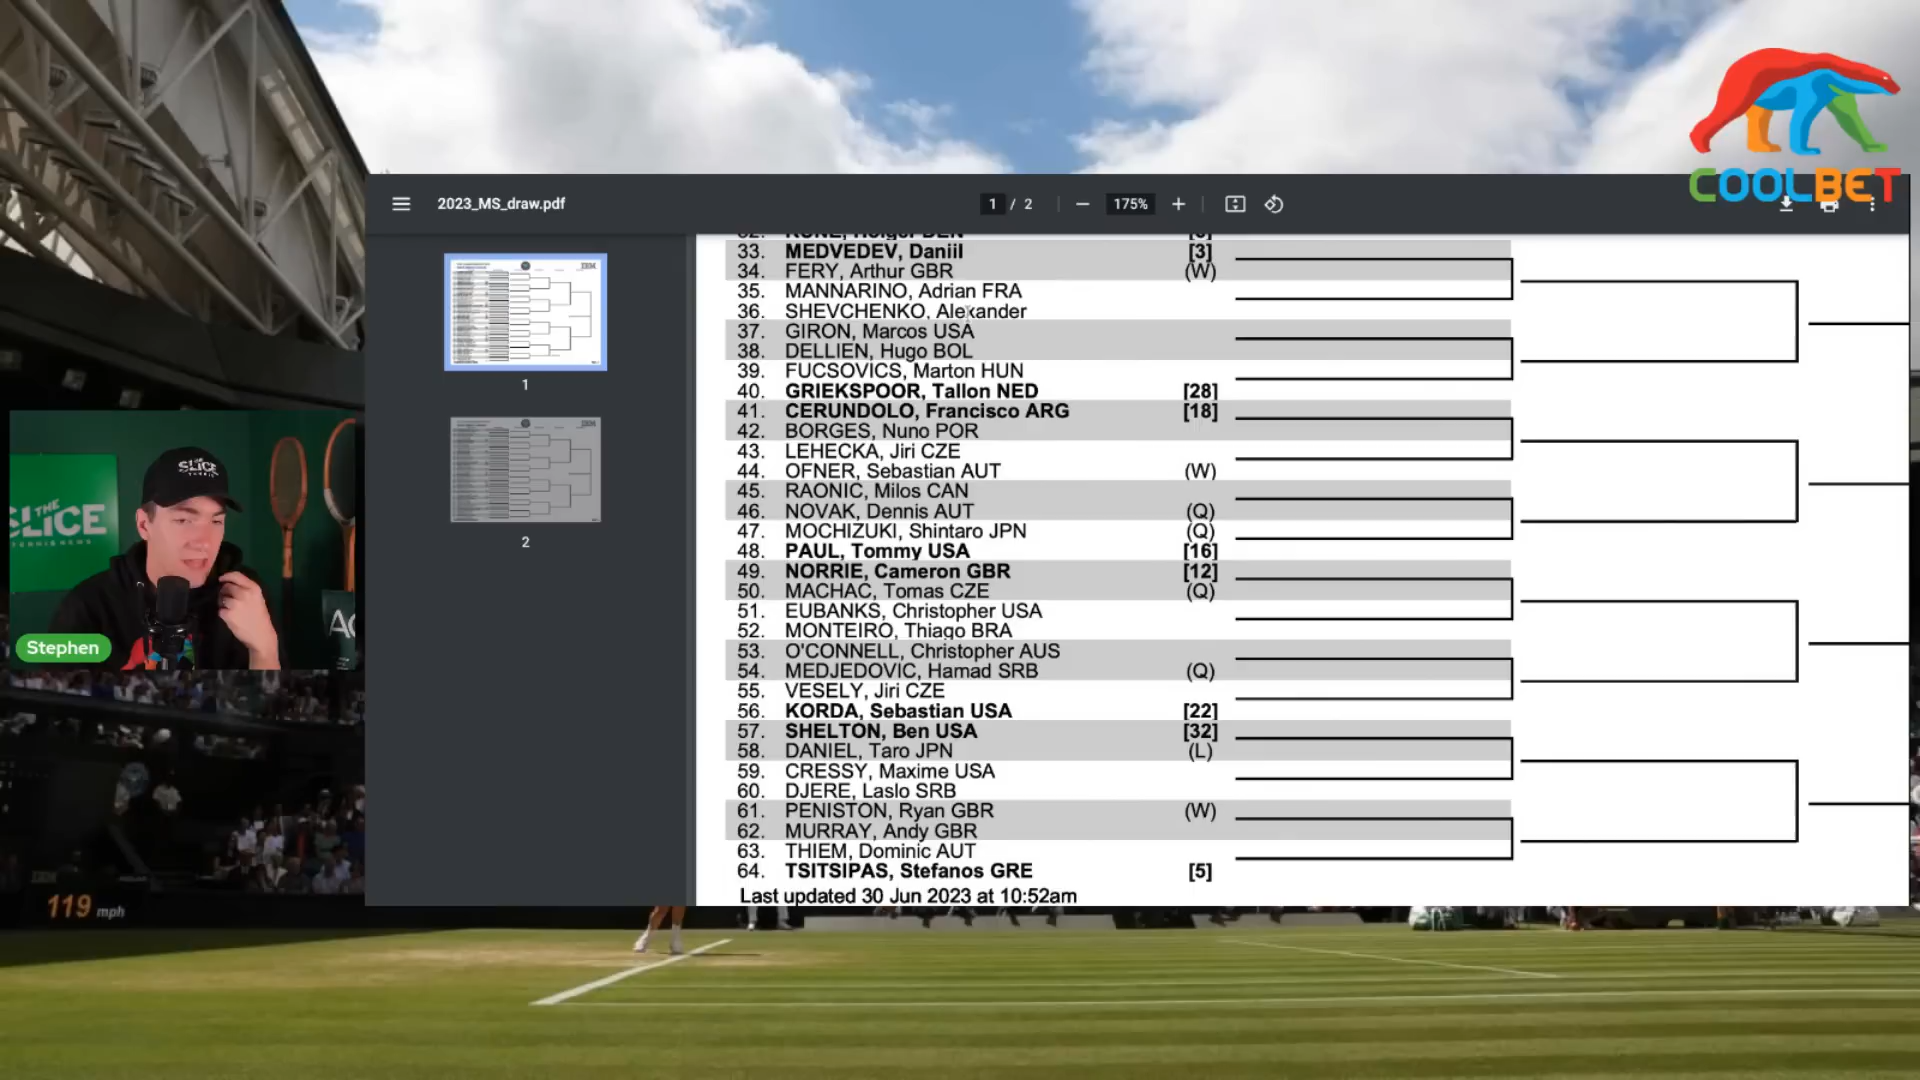 COOLBET
2023_MS_draw.pdf
1 / 2
175%
33. MEDVEDEV, Daniil [3]
34. FERY, Arthur GBR (W)
35. MANNARINO, Adrian FRA
36. SHEVCHENKO, Alexander
37. GIRON, Marcos USA
38. DELLIEN, Hugo BOL
39. FUCSOVICS, Marton HUN
40. GRIEKSPOOR, Tallon NED [28]
41. CERUNDOLO, Francisco ARG [18]
42. BORGES, Nuno POR
43. LEHECKA, Jiri CZE
44. OFNER, Sebastian AUT (W)
45. RAONIC, Milos CAN
46. NOVAK, Dennis AUT (Q)
47. MOCHIZUKI, Shintaro JPN (Q)
48. PAUL, Tommy USA [16]
49. NORRIE, Cameron GBR [12]
50. MACHAC, Tomas CZE (Q)
51. EUBANKS, Christopher USA
52. MONTEIRO, Thiago BRA
53. O'CONNELL, Christopher AUS
54. MEDJEDOVIC, Hamad SRB (Q)
55. VESELY, Jiri CZE
56. KORDA, Sebastian USA [22]
57. SHELTON, Ben USA [32]
58. DANIEL, Taro JPN (L)
59. CRESSY, Maxime USA
60. DJERE, Laslo SRB
61. PENISTON, Ryan GBR (W)
62. MURRAY, Andy GBR
63. THIEM, Dominic AUT
64. TSITSIPAS, Stefanos GRE [5]
Last updated 30 Jun 2023 at 10:52am
1
2
THE
SLICE
THE
SLICE
TENNIS NEWS
Stephen
119 mph